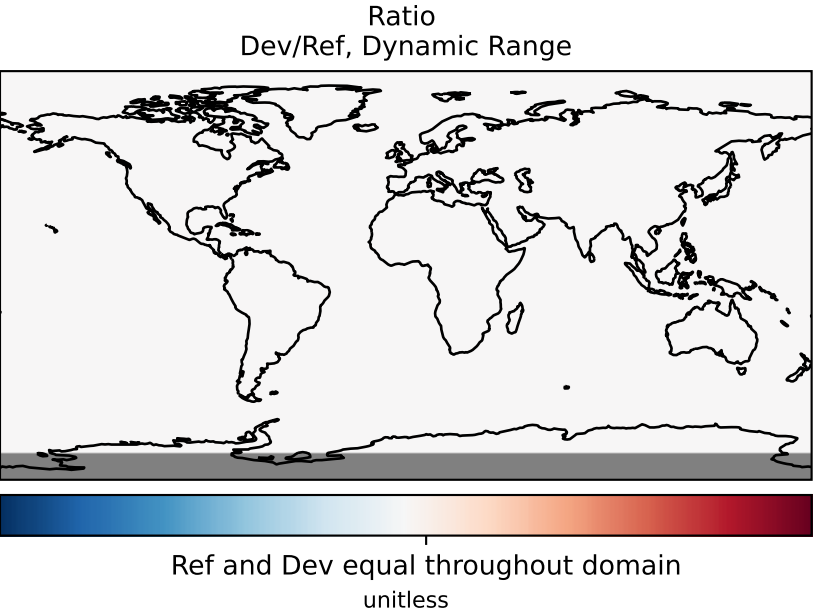 Ratio
Dev/Ref, Dynamic Range
Ref and Dev equal throughout domain
unitless